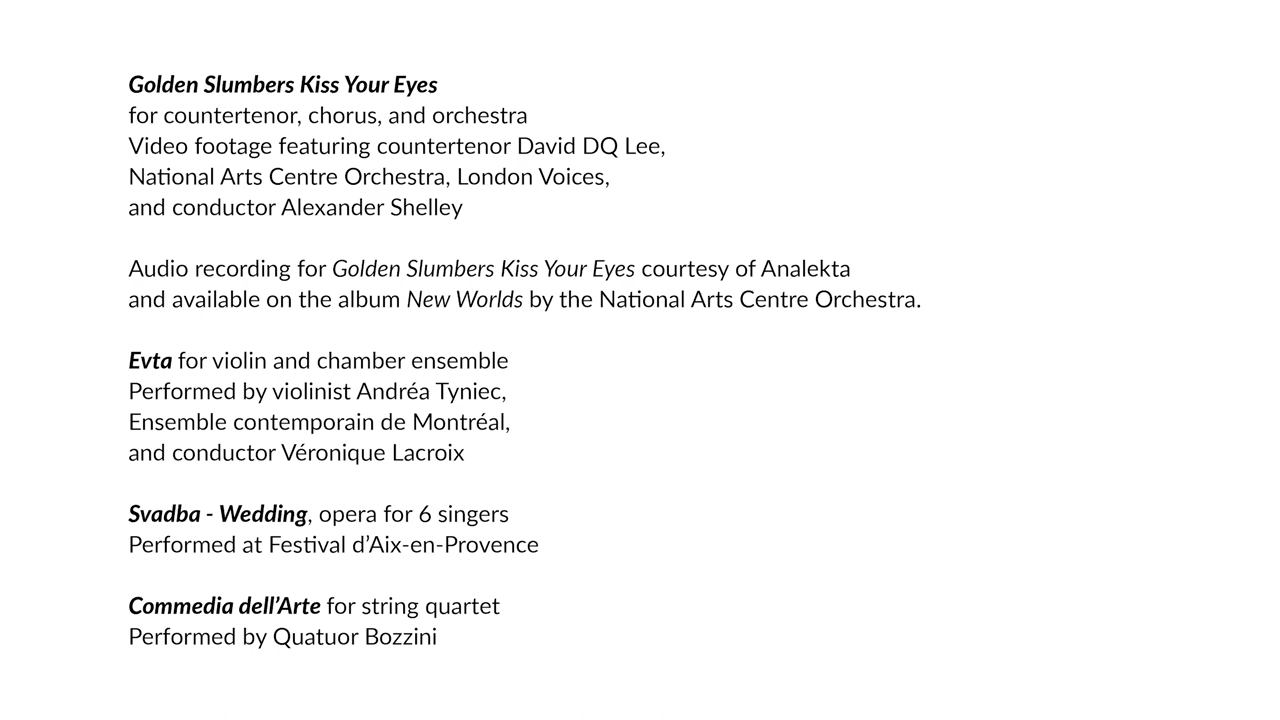 Golden Slumbers Kiss Your Eyes
for countertenor, chorus, and orchestra
Video footage featuring countertenor David DQ Lee,
National Arts Centre Orchestra, London Voices,
and conductor Alexander Shelley
Audio recording for Golden Slumbers Kiss Your Eyes courtesy of Analekta
and available on the album New Worlds by the National Arts Centre Orchestra.
Evta for violin and chamber ensemble
Performed by violinist Andréa Tyniec,
Ensemble contemporain de Montréal,
and conductor Véronique Lacroix
Svadba - Wedding, opera for 6 singers
Performed at Festival d’Aix-en-Provence
Commedia dell’Arte for string quartet
Performed by Quatuor Bozzini